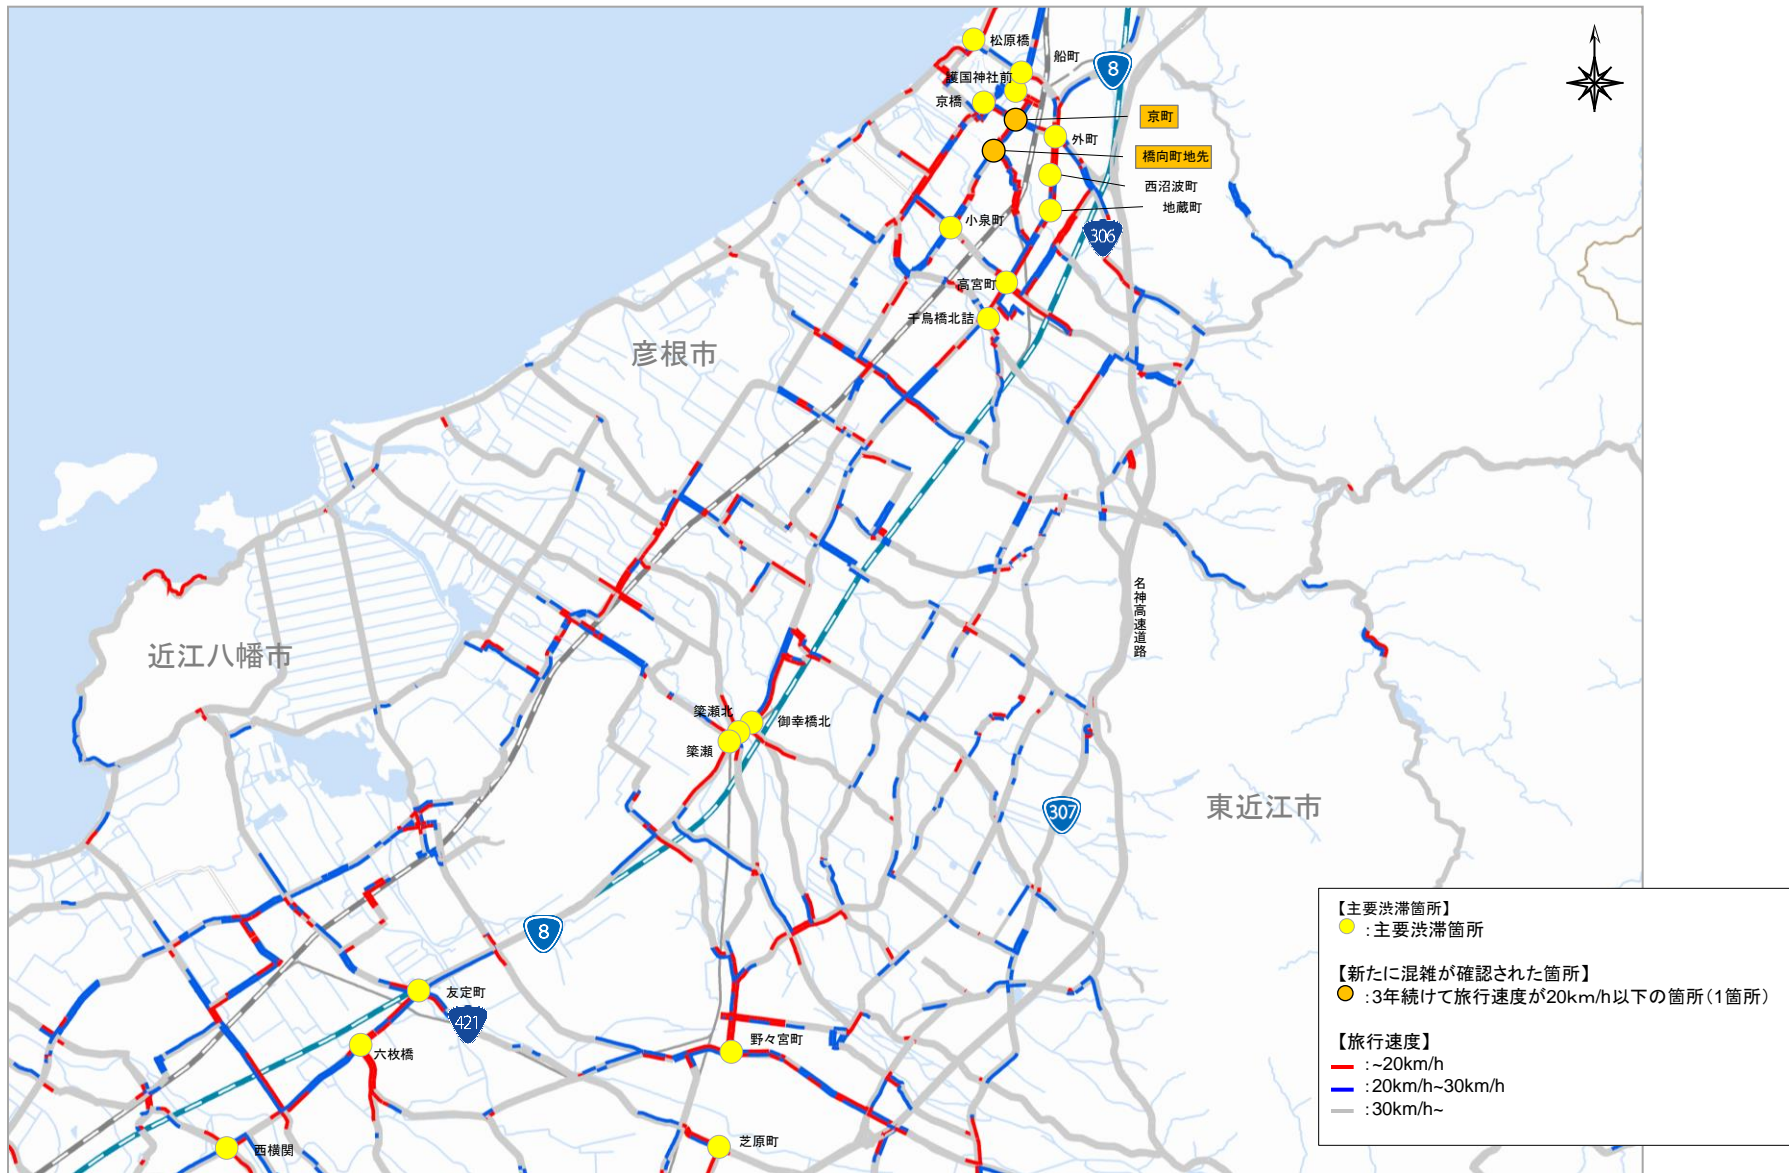 松原橋
船町
8
護国神社前
京橋
京町
外町
橋向町地先
西沼波町
地蔵町
小泉町
306
高宮町
千鳥橋北詰
彦根市
名神高速道路
近江八幡市
簗瀬北
御幸橋北
簗瀬
307
東近江市
8
友定町
421
野々宮町
六枚橋
芝原町
西横関
【主要渋滞箇所】
:主要渋滞箇所
【新たに混雑が確認された箇所】
:3年続けて旅行速度が20km/h以下の箇所(1箇所)
【旅行速度】
:~20km/h
:20km/h~30km/h
:30km/h~